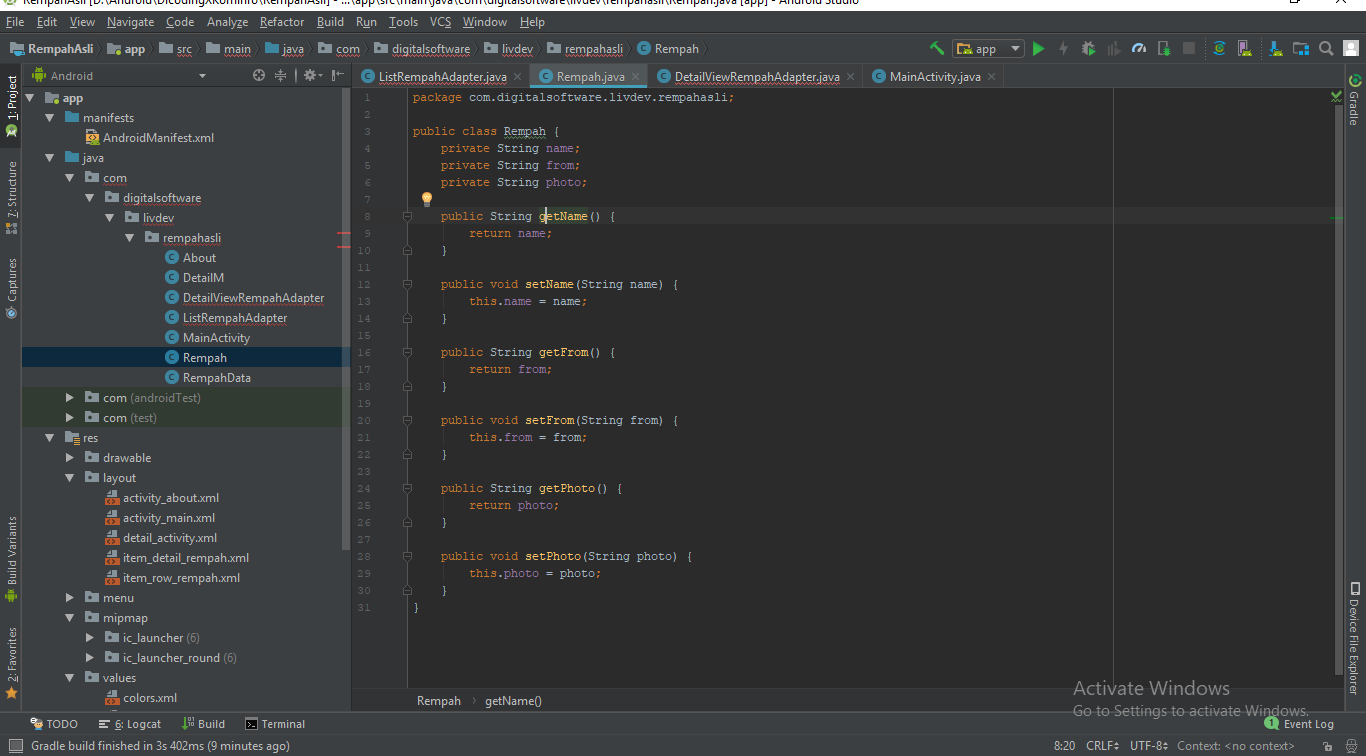 RempahAsli [D:\Android\DicodingXKominfo\RempahAsli] - ...\app\src\main\java\com\digitalsoftware\livdev\rempahasli\Rempah.java [app] - Android Studio
File Edit View Navigate Code Analyze Refactor Build Run Tools VCS Window Help
RempahAsli app src main java com digitalsoftware livdev rempahasli Rempah app
Android
ListRempahAdapter.java Rempah.java DetailViewRempahAdapter.java MainActivity.java
1: Project
7: Structure
Captures
Build Variants
2: Favorites
app
manifests
AndroidManifest.xml
java
com
digitalsoftware
livdev
rempahasli
About
DetailM
DetailViewRempahAdapter
ListRempahAdapter
MainActivity
Rempah
RempahData
com (androidTest)
com (test)
res
drawable
layout
activity_about.xml
activity_main.xml
detail_activity.xml
item_detail_rempah.xml
item_row_rempah.xml
menu
mipmap
ic_launcher (6)
ic_launcher_round (6)
values
colors.xml
1 package com.digitalsoftware.livdev.rempahasli;
2
3 public class Rempah {
4 private String name;
5 private String from;
6 private String photo;
7
8 public String getName() {
9 return name;
10 }
11
12 public void setName(String name) {
13 this.name = name;
14 }
15
16 public String getFrom() {
17 return from;
18 }
19
20 public void setFrom(String from) {
21 this.from = from;
22 }
23
24 public String getPhoto() {
25 return photo;
26 }
27
28 public void setPhoto(String photo) {
29 this.photo = photo;
30 }
31 }
Gradle
Device File Explorer
Rempah getName()
Activate Windows
Go to Settings to activate Windows.
TODO 6: Logcat Build Terminal 1 Event Log
Gradle build finished in 3s 402ms (9 minutes ago) 8:20 CRLF UTF-8 Context: <no context>